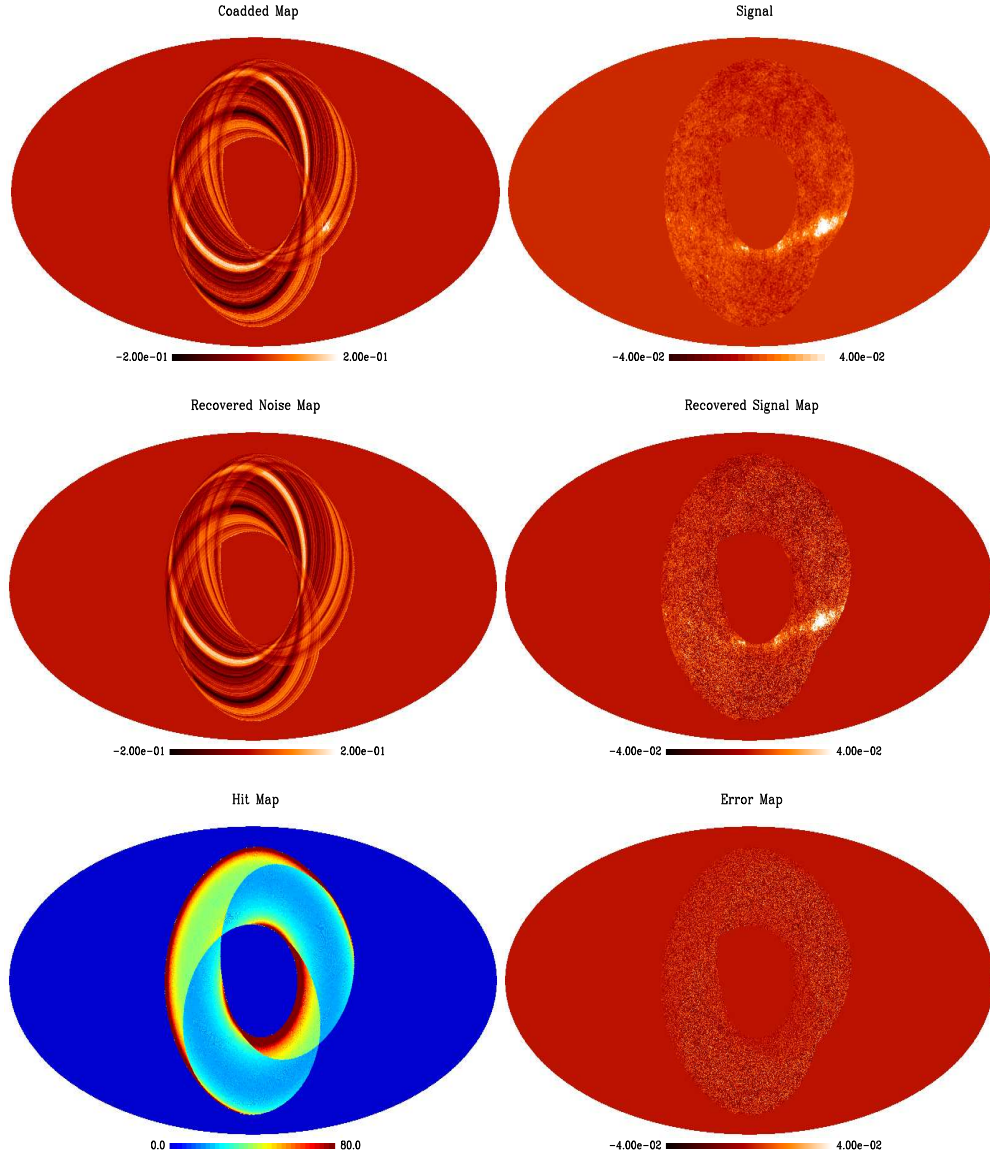 Coadded Map
Signal
-2.00e-01 2.00e-01
-4.00e-02 4.00e-02
Recovered Noise Map
Recovered Signal Map
-2.00e-01 2.00e-01
-4.00e-02 4.00e-02
Hit Map
Error Map
0.0 80.0
-4.00e-02 4.00e-02